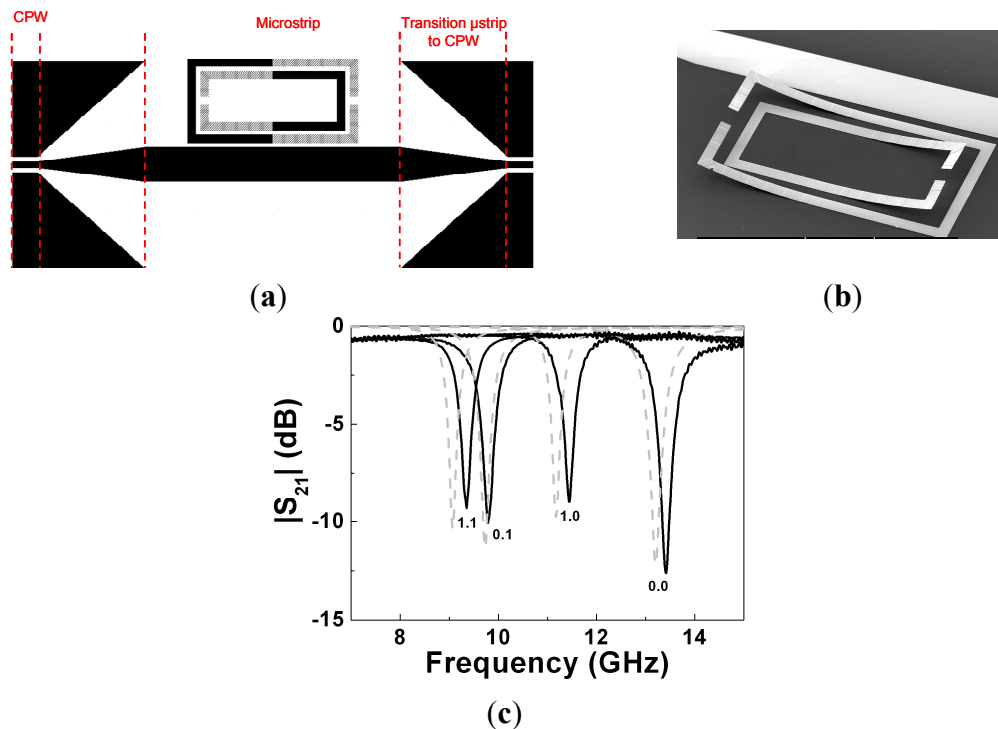 CPW
Microstrip
Transition µstrip
to CPW
(a)
(b)
0
-5
-10
-15
|S21| (dB)
1.1
0.1
1.0
0.0
8
10
12
14
Frequency (GHz)
(c)